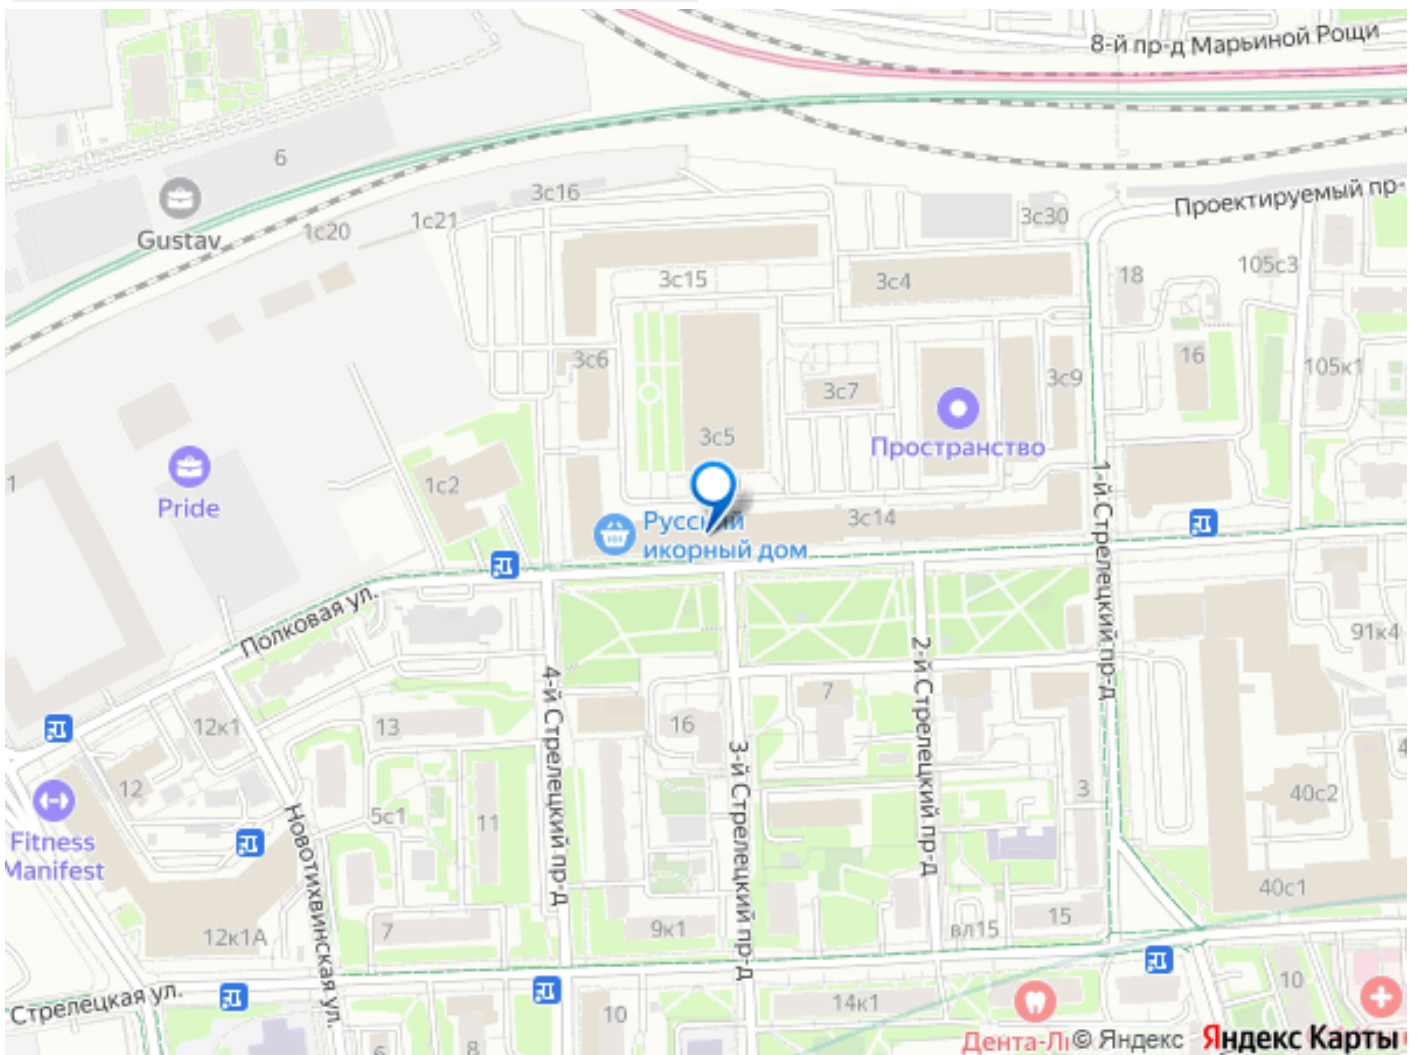 8-й пр-д Марьиной Рощи
6
3с16
Проектируемый пр-
1с21
3с30
1с20
Gustav
105с3
3с15
3с4
18
3с6
16
105к1
3с9
3с7
3с5
Пространство
1
1с2
Pride
1-й Стрелецкий пр-д
3с14
Русский
икорный дом
Полковая ул.
91к4
4-й Стрелецкий пр-д
2-й Стрелецкий пр-д
7
12к1
13
16
3-й Стрелецкий пр-д
4
12
3
40с2
Новотихвинская ул.
5с1
11
Fitness
Manifest
40с1
12к1А
7
9к1
вл15
15
10
Стрелецкая ул.
14к1
10
6
8
Дента-Л
© Яндекс
Яндекс Карты